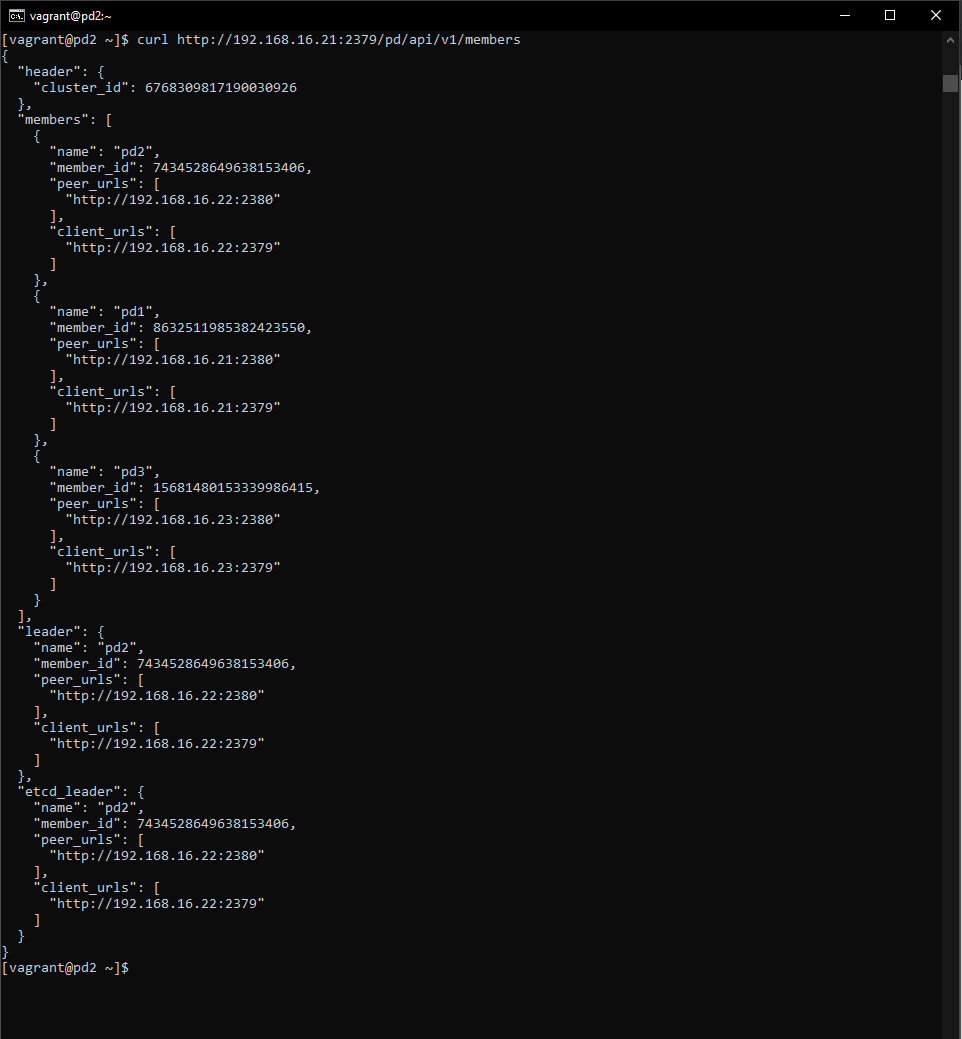 vagrant@pd2:~
[vagrant@pd2 ~]$ curl http://192.168.16.21:2379/pd/api/v1/members
{
  "header": {
    "cluster_id": 6768309817190030926
  },
  "members": [
    {
      "name": "pd2",
      "member_id": 7434528649638153406,
      "peer_urls": [
        "http://192.168.16.22:2380"
      ],
      "client_urls": [
        "http://192.168.16.22:2379"
      ]
    },
    {
      "name": "pd1",
      "member_id": 8632511985382423550,
      "peer_urls": [
        "http://192.168.16.21:2380"
      ],
      "client_urls": [
        "http://192.168.16.21:2379"
      ]
    },
    {
      "name": "pd3",
      "member_id": 15681480153339986415,
      "peer_urls": [
        "http://192.168.16.23:2380"
      ],
      "client_urls": [
        "http://192.168.16.23:2379"
      ]
    }
  ],
  "leader": {
    "name": "pd2",
    "member_id": 7434528649638153406,
    "peer_urls": [
      "http://192.168.16.22:2380"
    ],
    "client_urls": [
      "http://192.168.16.22:2379"
    ]
  },
  "etcd_leader": {
    "name": "pd2",
    "member_id": 7434528649638153406,
    "peer_urls": [
      "http://192.168.16.22:2380"
    ],
    "client_urls": [
      "http://192.168.16.22:2379"
    ]
  }
}
[vagrant@pd2 ~]$